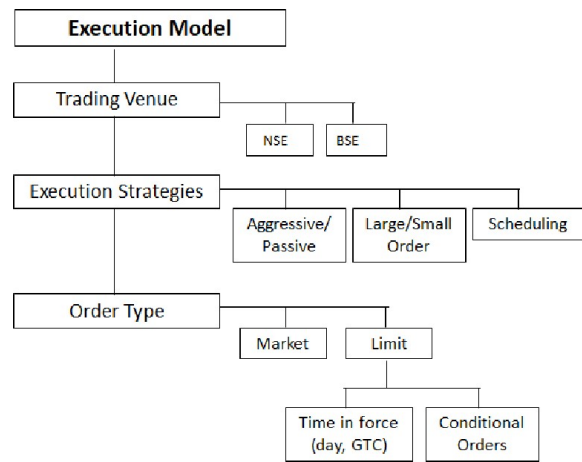 Execution Model
Trading Venue
NSE
BSE
Execution Strategies
Aggressive/
Passive
Large/Small
Order
Scheduling
Order Type
Market
Limit
Time in force
(day, GTC)
Conditional
Orders